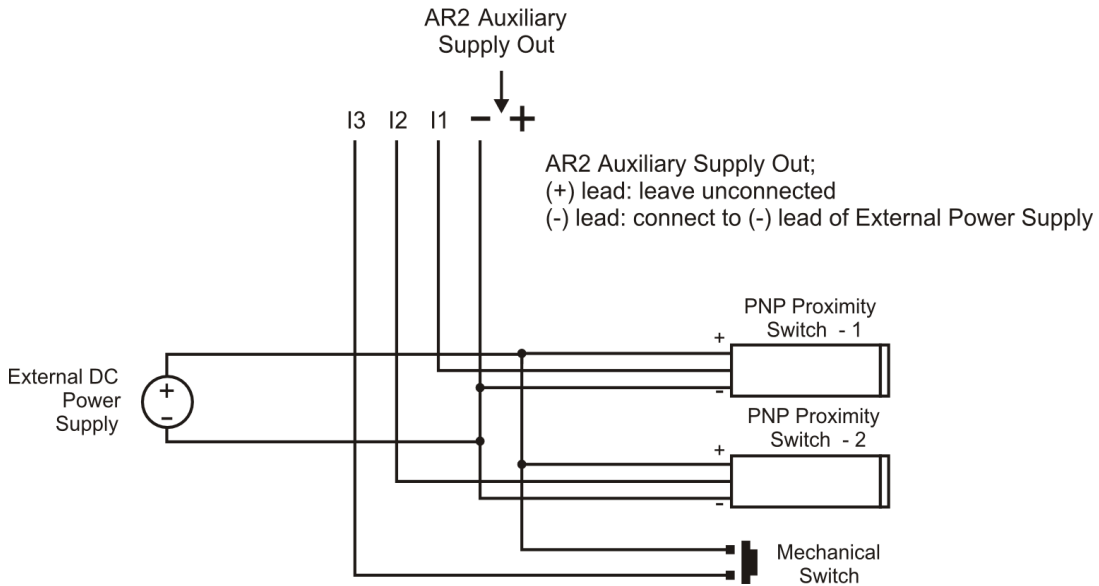 AR2 Auxiliary
Supply Out
I3 I2 I1 - +
AR2 Auxiliary Supply Out;
(+) lead: leave unconnected
(-) lead: connect to (-) lead of External Power Supply
PNP Proximity
Switch - 1
+
-
External DC
Power
Supply
+
-
PNP Proximity
Switch - 2
+
-
Mechanical
Switch